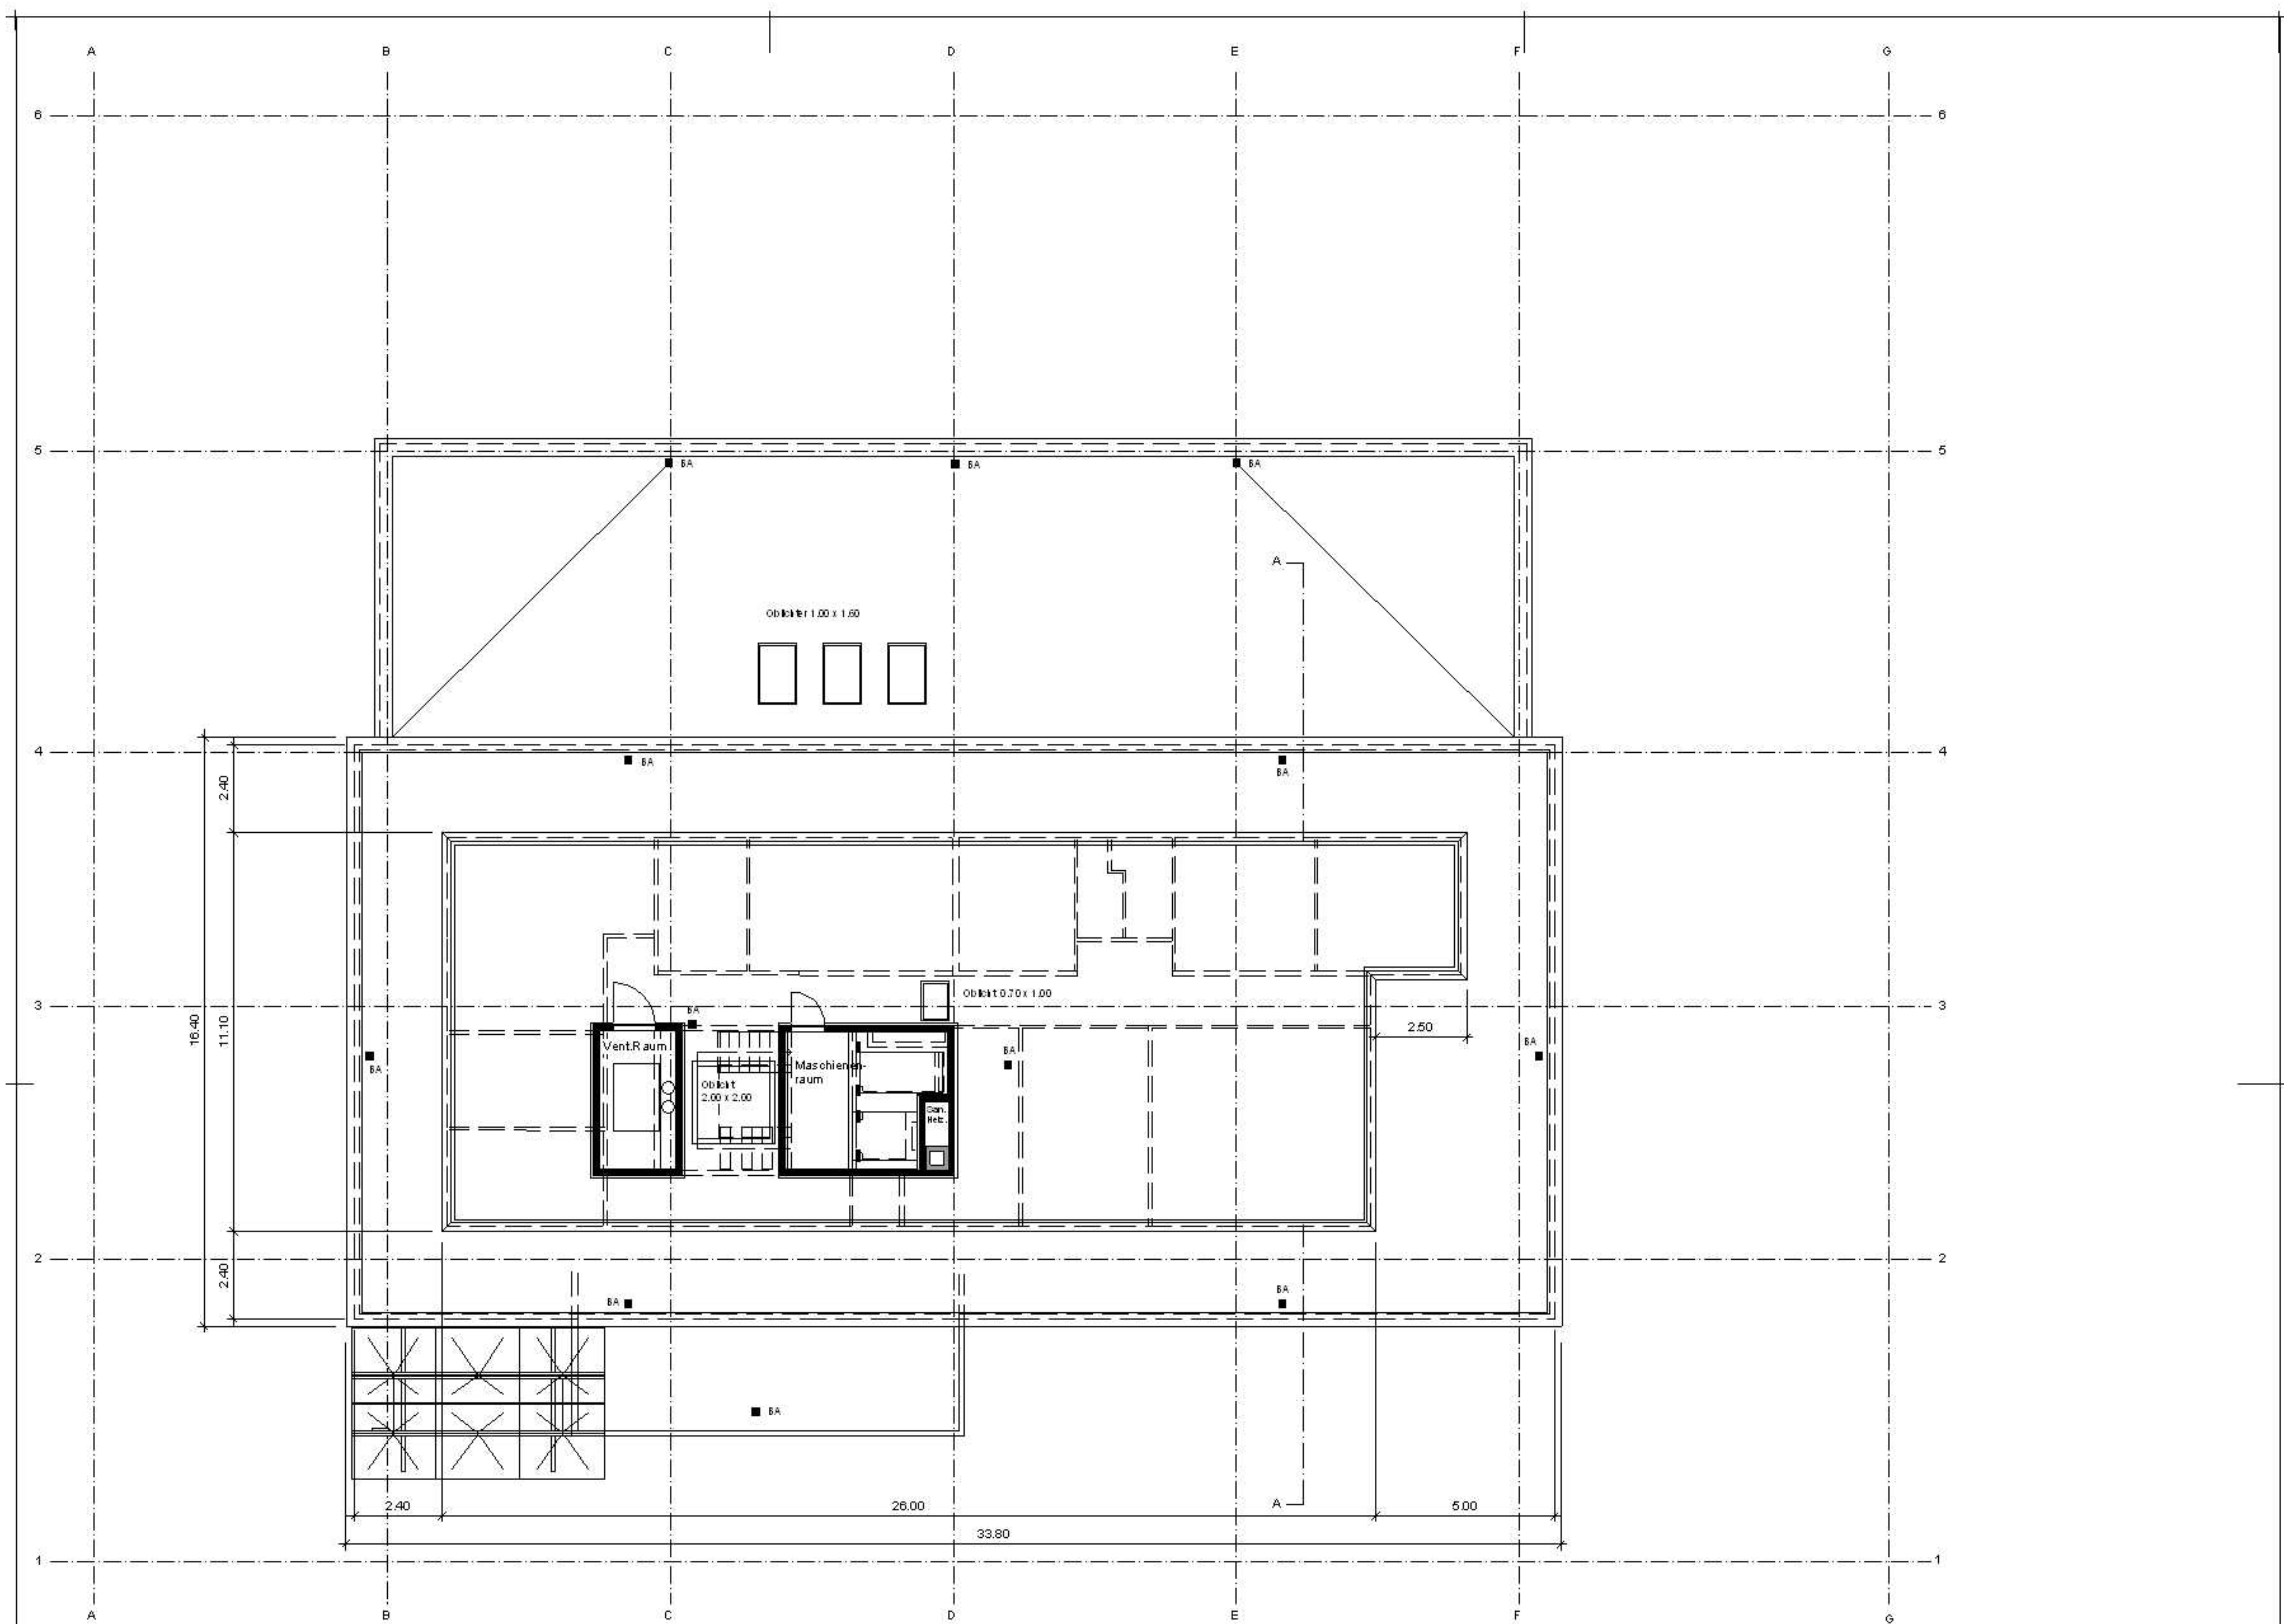 A B C D E F G
6 6
5 5
BA BA BA
A
Oblichter 1.00 x 1.60
4 4
BA BA
2.40
Oblicht 0.70 x 1.00
3 3
BA
2.50
16.40
11.10
Vent.Raum
BA
BA
BA
Maschienen-
raum
Oblicht
2.00 x 2.00
San.
Heiz.
2 2
2.40
BA
BA
BA
2.40 26.00 A 5.00
33.80
1 1
A B C D E F G